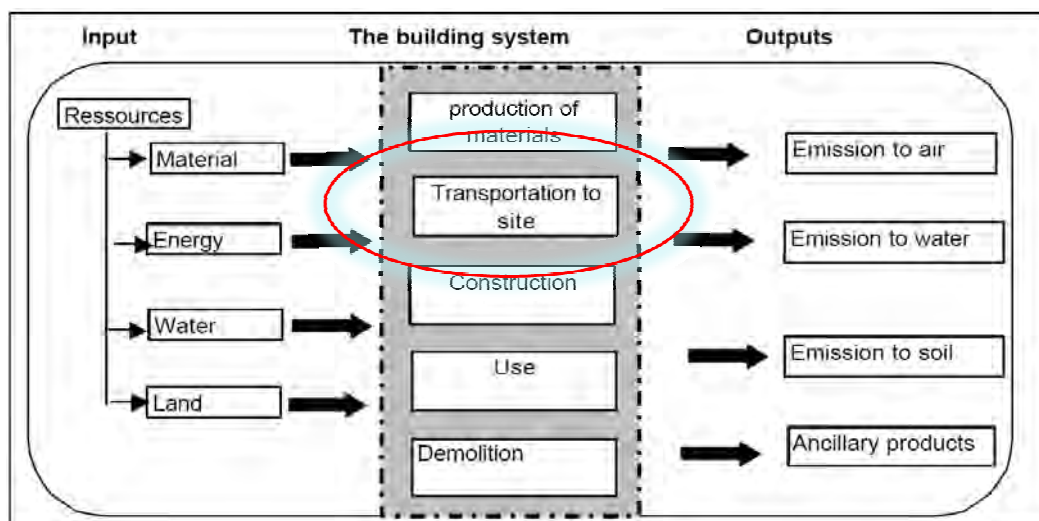 Input
The building system
Outputs
Ressources
Material
Energy
Water
Land
production of
materials
Transportation to
site
Construction
Use
Demolition
Emission to air
Emission to water
Emission to soil
Ancillary products